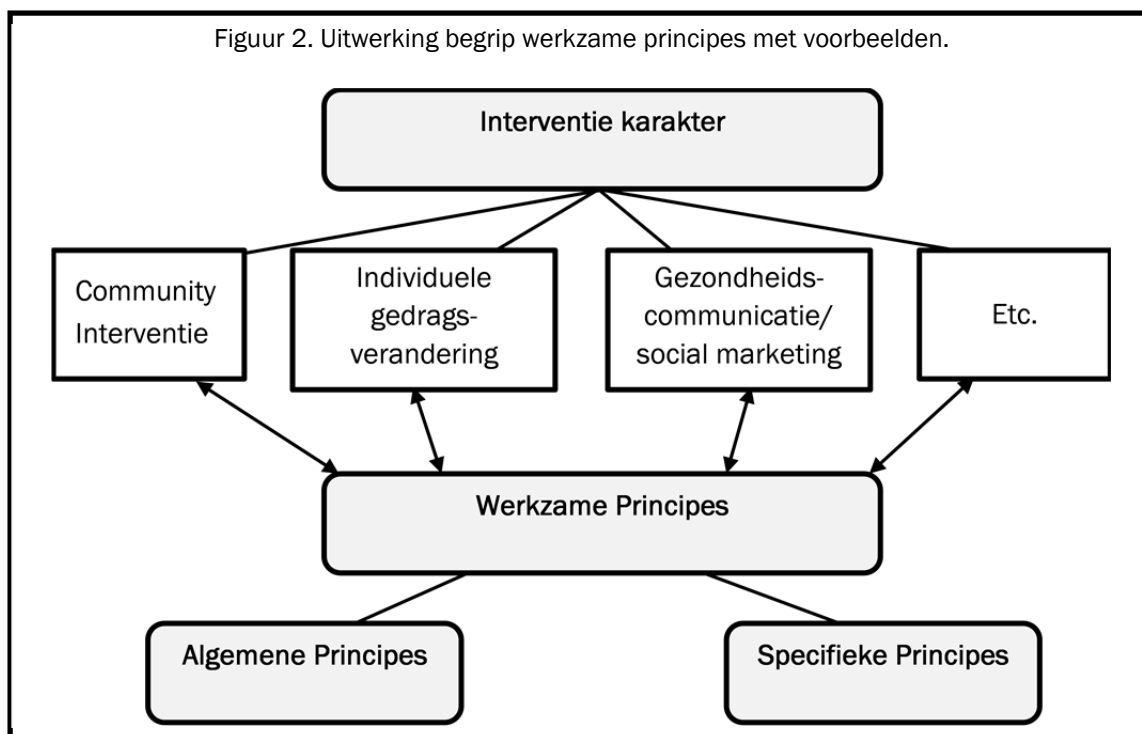 Figuur 2. Uitwerking begrip werkzame principes met voorbeelden.
Interventie karakter
Community
Interventie
Individuele
gedrags-
verandering
Gezondheids-
communicatie/
social marketing
Etc.
Werkzame Principes
Algemene Principes
Specifieke Principes